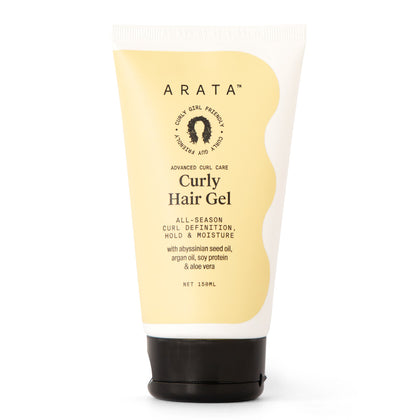 ARATA™
• CURLY GIRL FRIENDLY •
CURLY GUY FRIENDLY
ADVANCED CURL CARE
Curly
Hair Gel
ALL-SEASON
CURL DEFINITION,
HOLD & MOISTURE
with abyssinian seed oil,
argan oil, soy protein
& aloe vera
NET 150ML